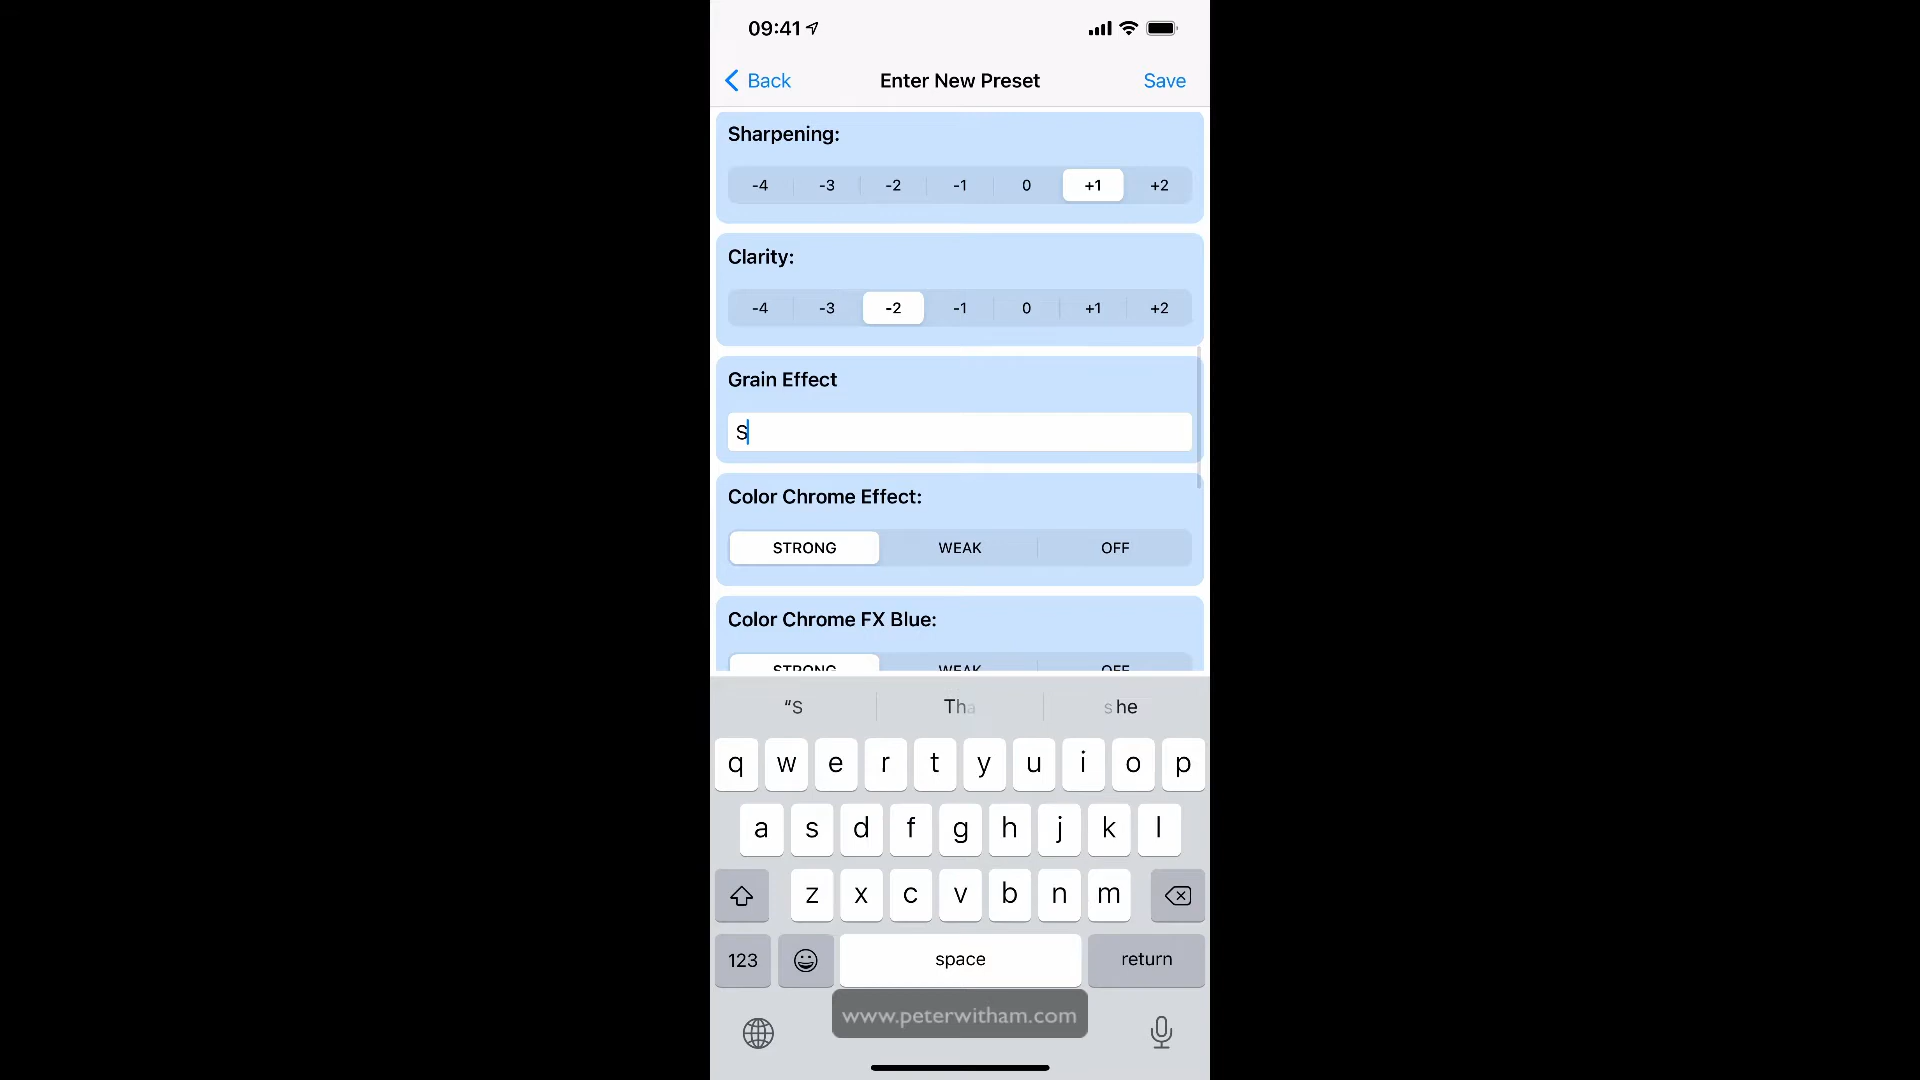 09:41
Back Enter New Preset Save
Sharpening:
-4 -3 -2 -1 0 +1 +2
Clarity:
-4 -3 -2 -1 0 +1 +2
Grain Effect
S
Color Chrome Effect:
STRONG WEAK OFF
Color Chrome FX Blue:
STRONG WEAK OFF
“S Tha she
q w e r t y u i o p
a s d f g h j k l
z x c v b n m
123 space return
www.peterwitham.com